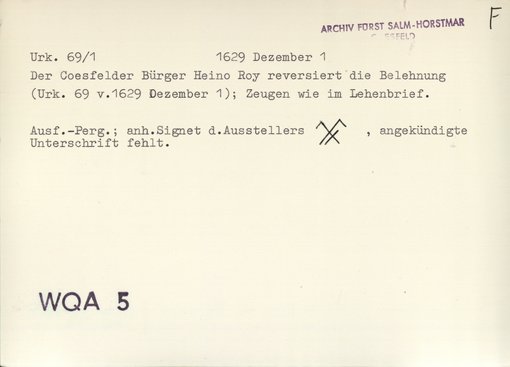 F
ARCHIV FÜRST SALM-HORSTMAR
Urk. 69/1 1629 Dezember 1
Der Coesfelder Bürger Heino Roy reversiert die Belehnung
(Urk. 69 v.1629 Dezember 1); Zeugen wie im Lehenbrief.
Ausf.-Perg.; anh.Signet d.Ausstellers , angekündigte
Unterschrift fehlt.
WQA 5